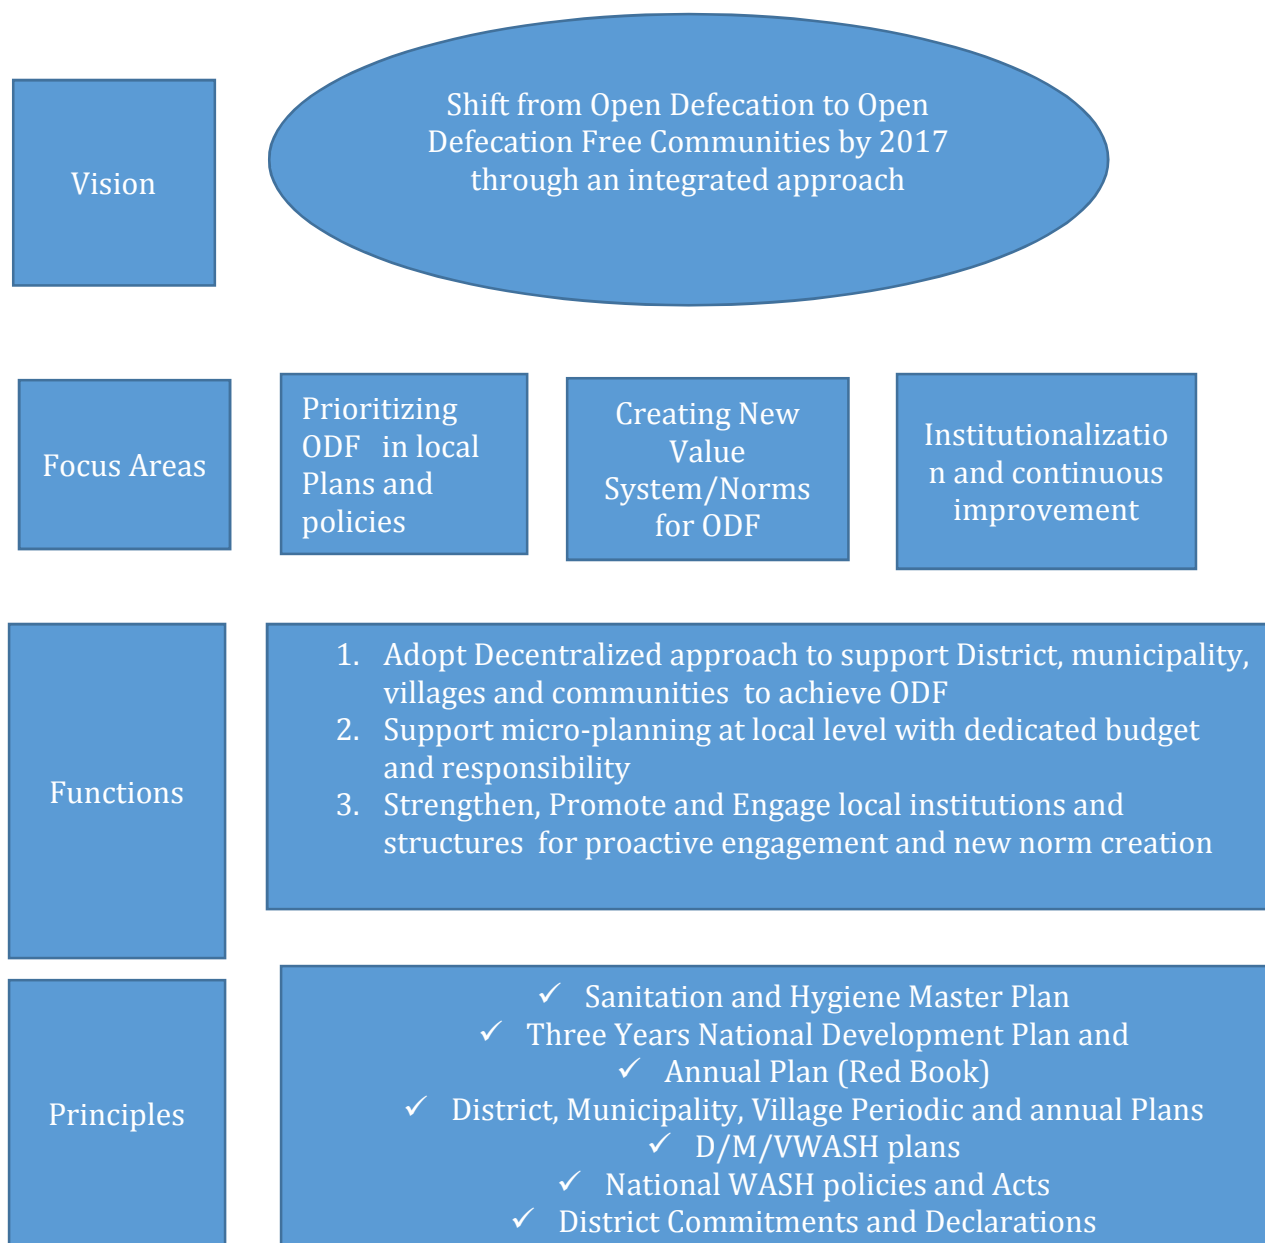 Vision
Shift from Open Defecation to Open
Defecation Free Communities by 2017
through an integrated approach
Focus Areas
Prioritizing
ODF in local
Plans and
policies
Creating New
Value
System/Norms
for ODF
Institutionalizatio
n and continuous
improvement
Functions
1. Adopt Decentralized approach to support District, municipality,
villages and communities to achieve ODF
2. Support micro-planning at local level with dedicated budget
and responsibility
3. Strengthen, Promote and Engage local institutions and
structures for proactive engagement and new norm creation
Principles
✓ Sanitation and Hygiene Master Plan
✓ Three Years National Development Plan and
✓ Annual Plan (Red Book)
✓ District, Municipality, Village Periodic and annual Plans
✓ D/M/VWASH plans
✓ National WASH policies and Acts
✓ District Commitments and Declarations